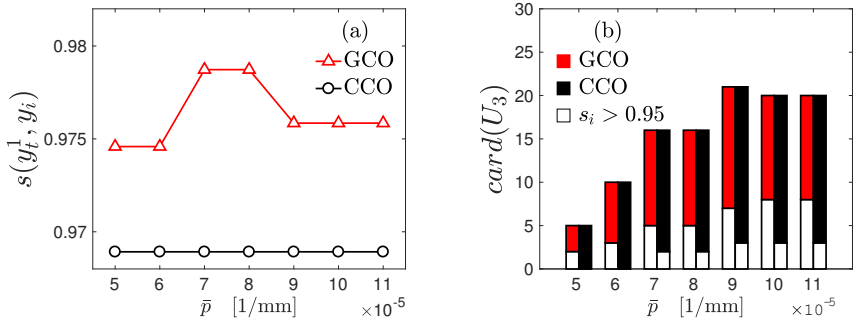 (a)
0.98
GCO
CCO
0.975
0.97
s(y_t^1, y_i)
5 6 7 8 9 10 11
p̄ [1/mm] ×10^-5
(b)
30
25
20
15
10
5
0
GCO
CCO
s_i > 0.95
card(U_3)
5 6 7 8 9 10 11
p̄ [1/mm] ×10^-5